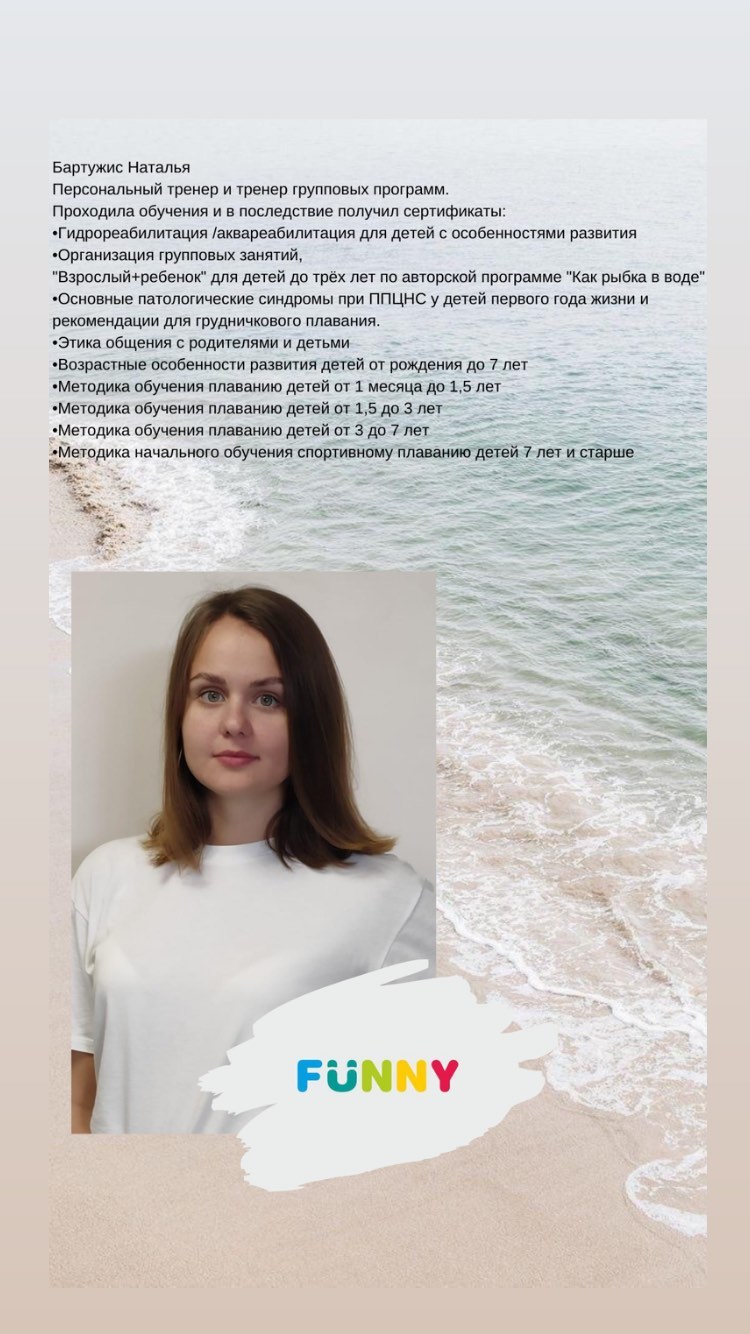 Бартужис Наталья
Персональный тренер и тренер групповых программ.
Проходила обучения и в последствие получил сертификаты:
•Гидрореабилитация /аквареабилитация для детей с особенностями развития
•Организация групповых занятий,
"Взрослый+ребенок" для детей до трёх лет по авторской программе "Как рыбка в воде"
•Основные патологические синдромы при ППЦНС у детей первого года жизни и
рекомендации для грудничкового плавания.
•Этика общения с родителями и детьми
•Возрастные особенности развития детей от рождения до 7 лет
•Методика обучения плаванию детей от 1 месяца до 1,5 лет
•Методика обучения плаванию детей от 1,5 до 3 лет
•Методика обучения плаванию детей от 3 до 7 лет
•Методика начального обучения спортивному плаванию детей 7 лет и старше
FÜNNY